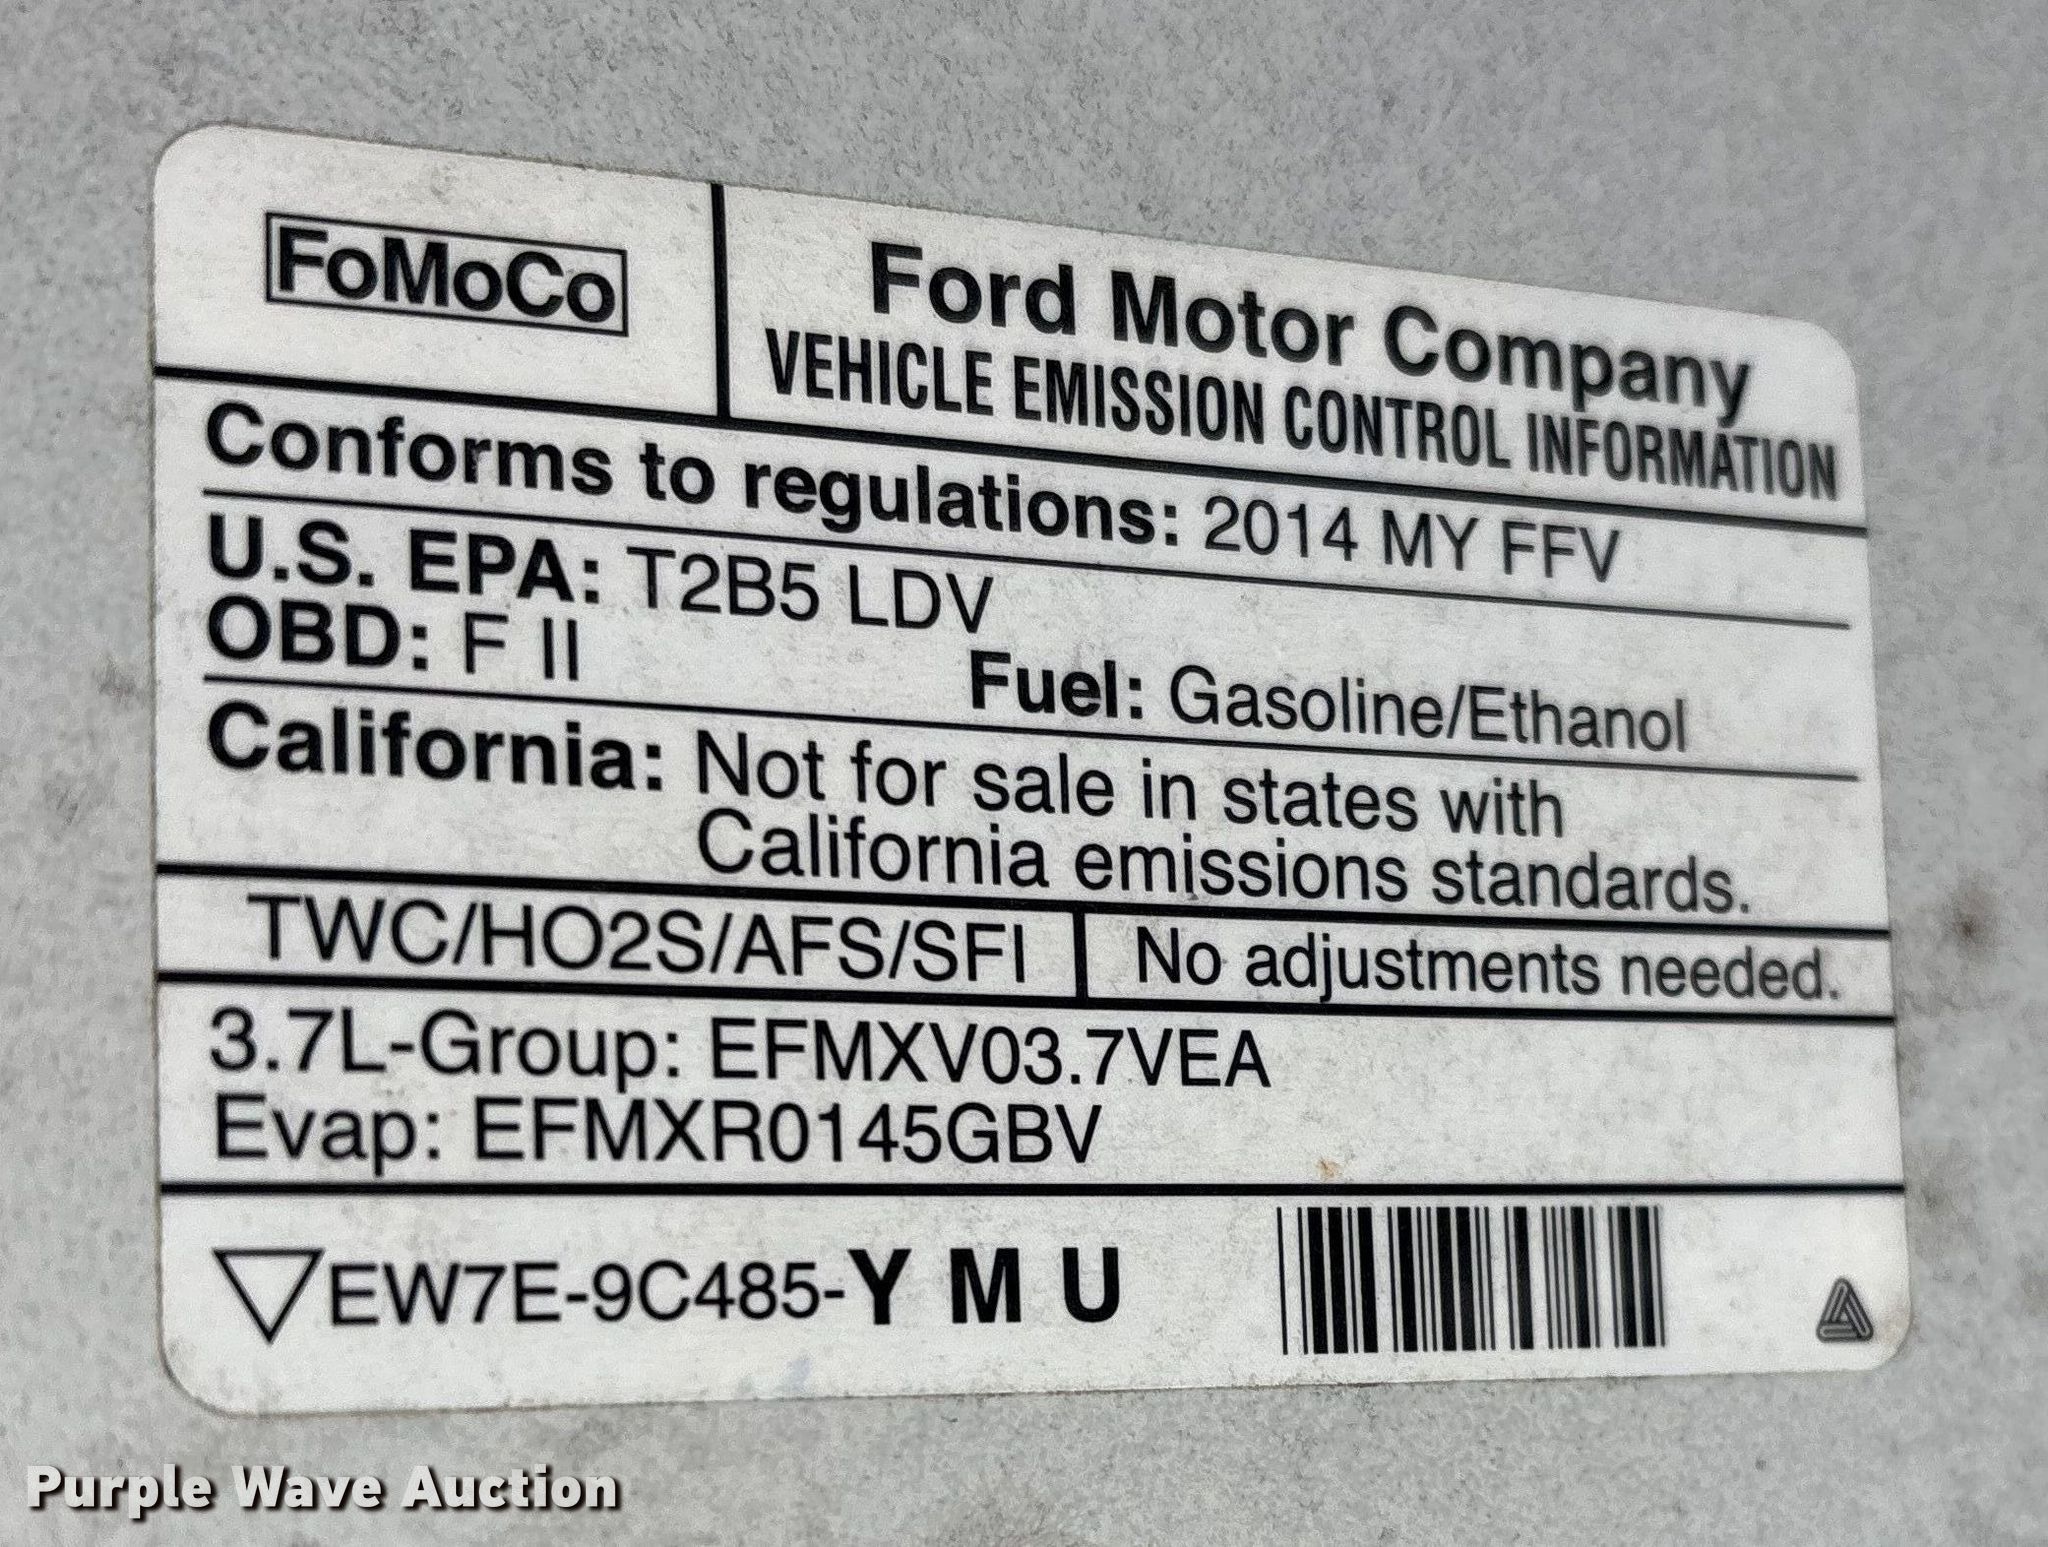 FoMoCo
Ford Motor Company
VEHICLE EMISSION CONTROL INFORMATION
Conforms to regulations: 2014 MY FFV
U.S. EPA: T2B5 LDV
OBD: F II
Fuel: Gasoline/Ethanol
California: Not for sale in states with
California emissions standards.
TWC/HO2S/AFS/SFI
No adjustments needed.
3.7L-Group: EFMXV03.7VEA
Evap: EFMXR0145GBV
EW7E-9C485-Y M U
Purple Wave Auction